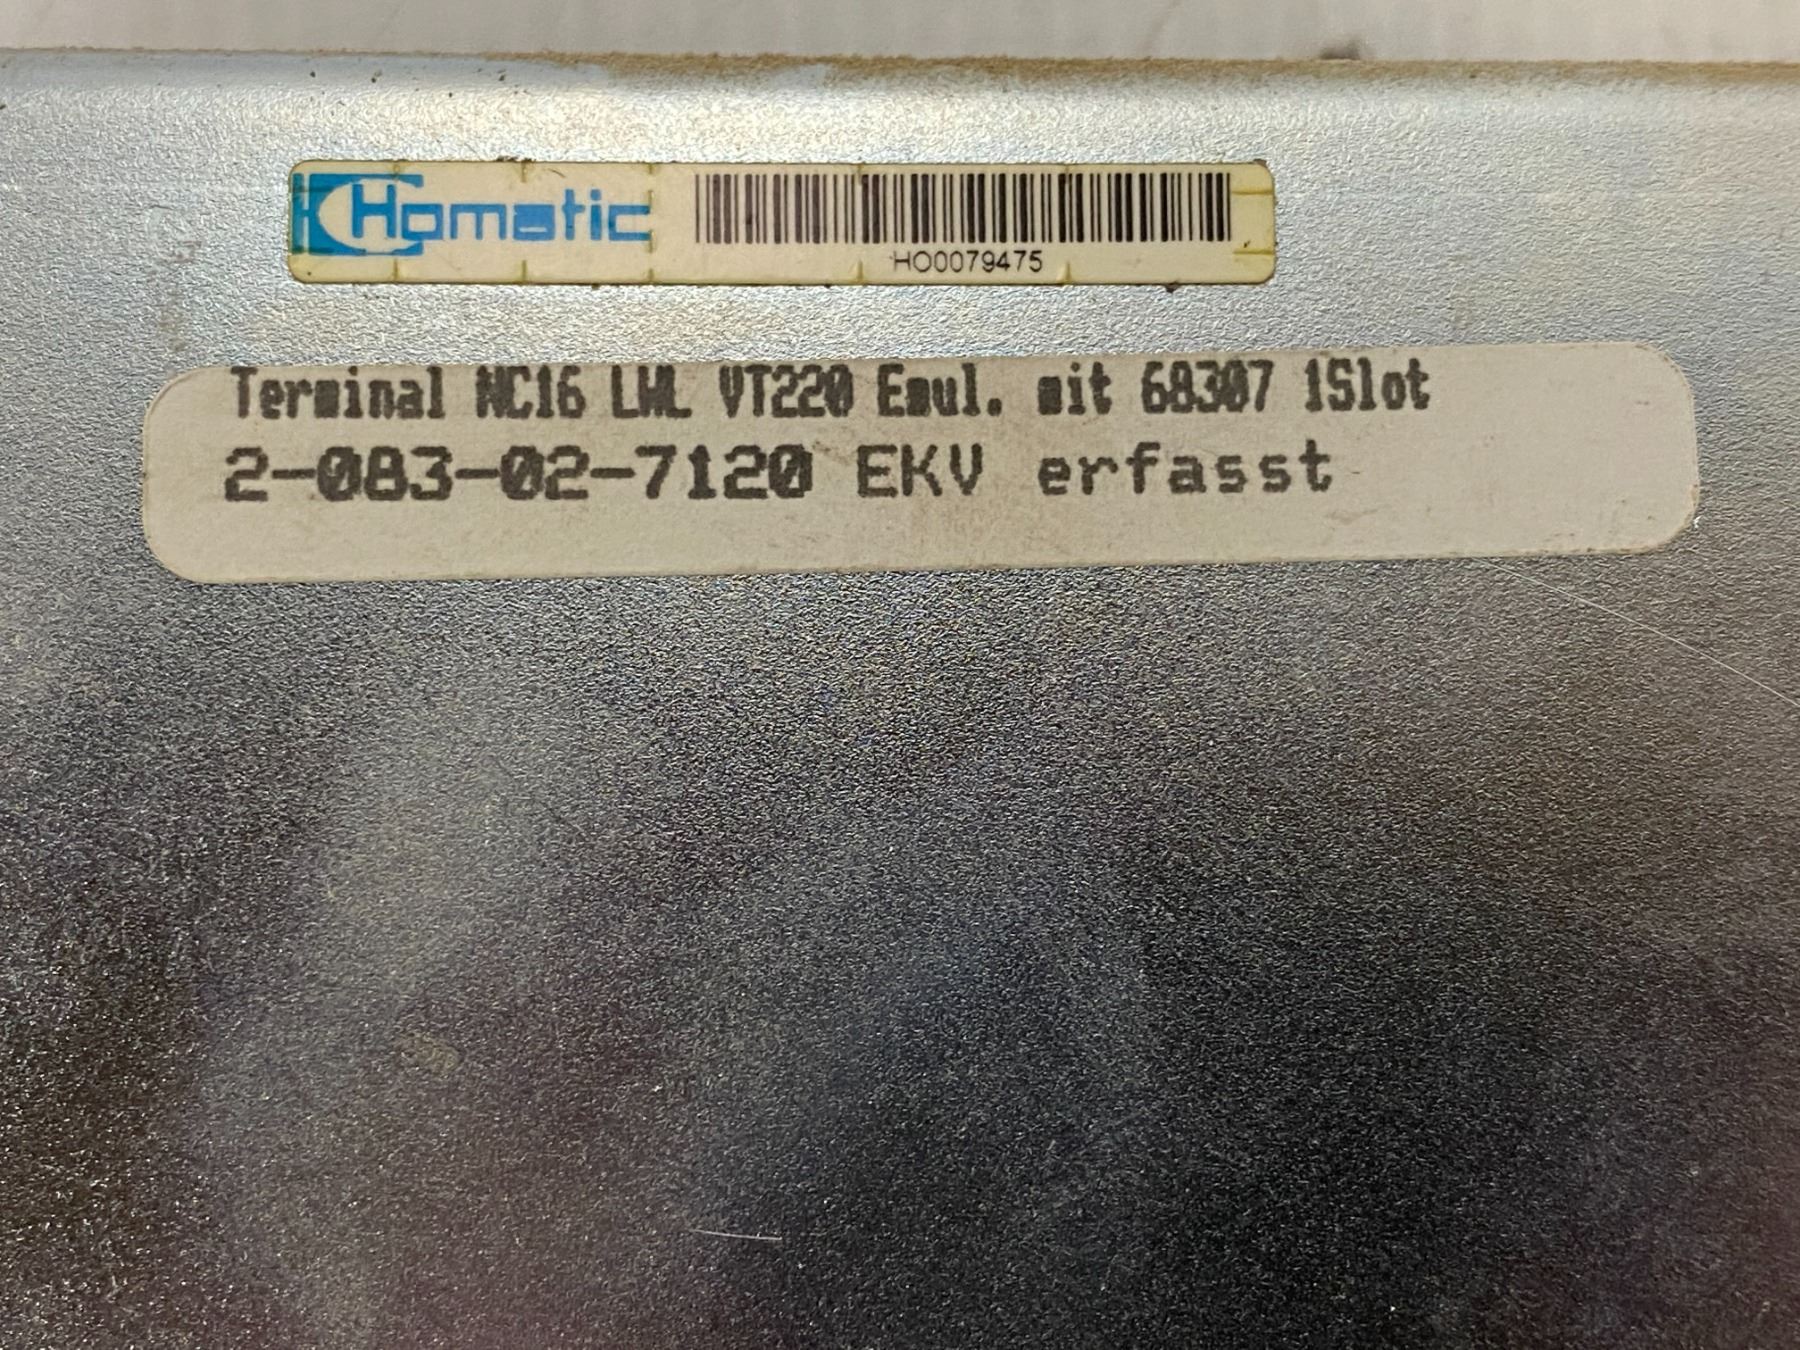 Homatic
HO0079475
Terminal NC16 LWL VT220 Emul. mit 68307 1Slot
2-083-02-7120 EKV erfasst